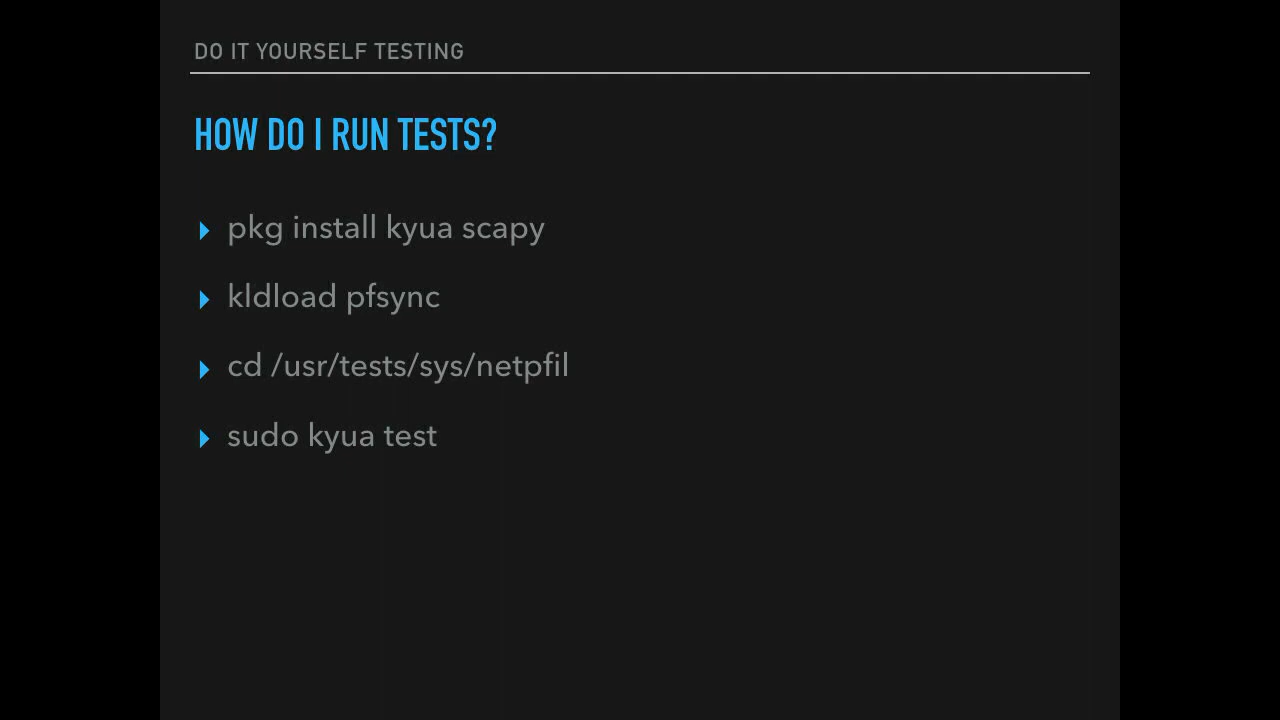 DO IT YOURSELF TESTING
HOW DO I RUN TESTS?
pkg install kyua scapy
kldload pfsync
cd /usr/tests/sys/netpfil
sudo kyua test